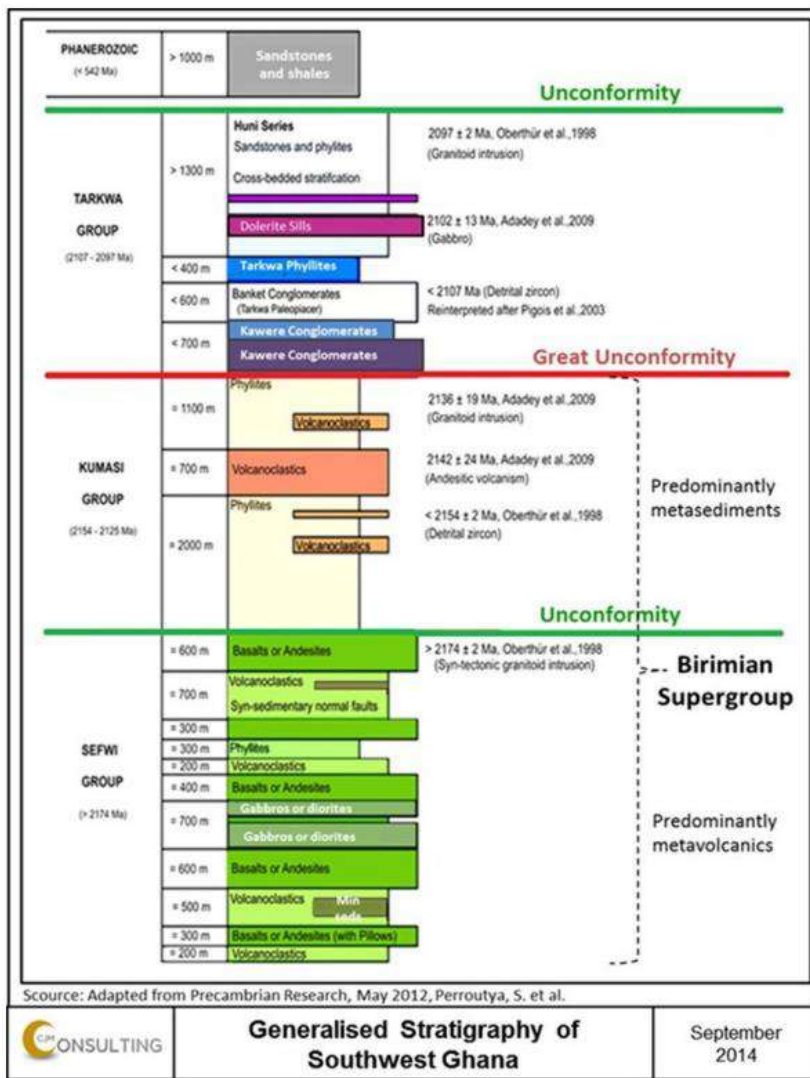 PHANEROZOIC
(< 542 Ma)
> 1000 m
Sandstones
and shales
Unconformity
TARKWA
GROUP
(2107 - 2097 Ma)
> 1300 m
Huni Series
Sandstones and phylites
Cross-bedded stratifcation
2097 ± 2 Ma, Oberthür et al.,1998
(Granitoid intrusion)
Dolerite Sills
2102 ± 13 Ma, Adadey et al.,2009
(Gabbro)
< 400 m
Tarkwa Phyllites
< 600 m
Banket Conglomerates
(Tarkwa Paleoplacer)
< 2107 Ma (Detrital zircon)
Reinterpreted after Pigois et al.,2003
< 700 m
Kawere Conglomerates
Kawere Conglomerates
Great Unconformity
KUMASI
GROUP
(2154 - 2125 Ma)
= 1100 m
Phyllites
Volcanoclastics
2136 ± 19 Ma, Adadey et al.,2009
(Granitoid intrusion)
= 700 m
Volcanoclastics
2142 ± 24 Ma, Adadey et al.,2009
(Andesitic volcanism)
= 2000 m
Phyllites
Volcanoclastics
< 2154 ± 2 Ma, Oberthür et al.,1998
(Detrital zircon)
Predominantly
metasediments
Unconformity
SEFWI
GROUP
(> 2174 Ma)
= 600 m
Basalts or Andesites
> 2174 ± 2 Ma, Oberthür et al.,1998
(Syn-tectonic granitoid intrusion)
Birimian
Supergroup
= 700 m
Volcanoclastics
Syn-sedimentary normal faults
= 300 m
= 300 m
Phyllites
= 200 m
Volcanoclastics
= 400 m
Basalts or Andesites
= 700 m
Gabbros or diorites
Gabbros or diorites
Predominantly
metavolcanics
= 600 m
Basalts or Andesites
= 500 m
Volcanoclastics
Min
seds
= 300 m
Basalts or Andesites (with Pillows)
= 200 m
Volcanoclastics
Scource: Adapted from Precambrian Research, May 2012, Perroutya, S. et al.
CJM CONSULTING
Generalised Stratigraphy of
Southwest Ghana
September
2014